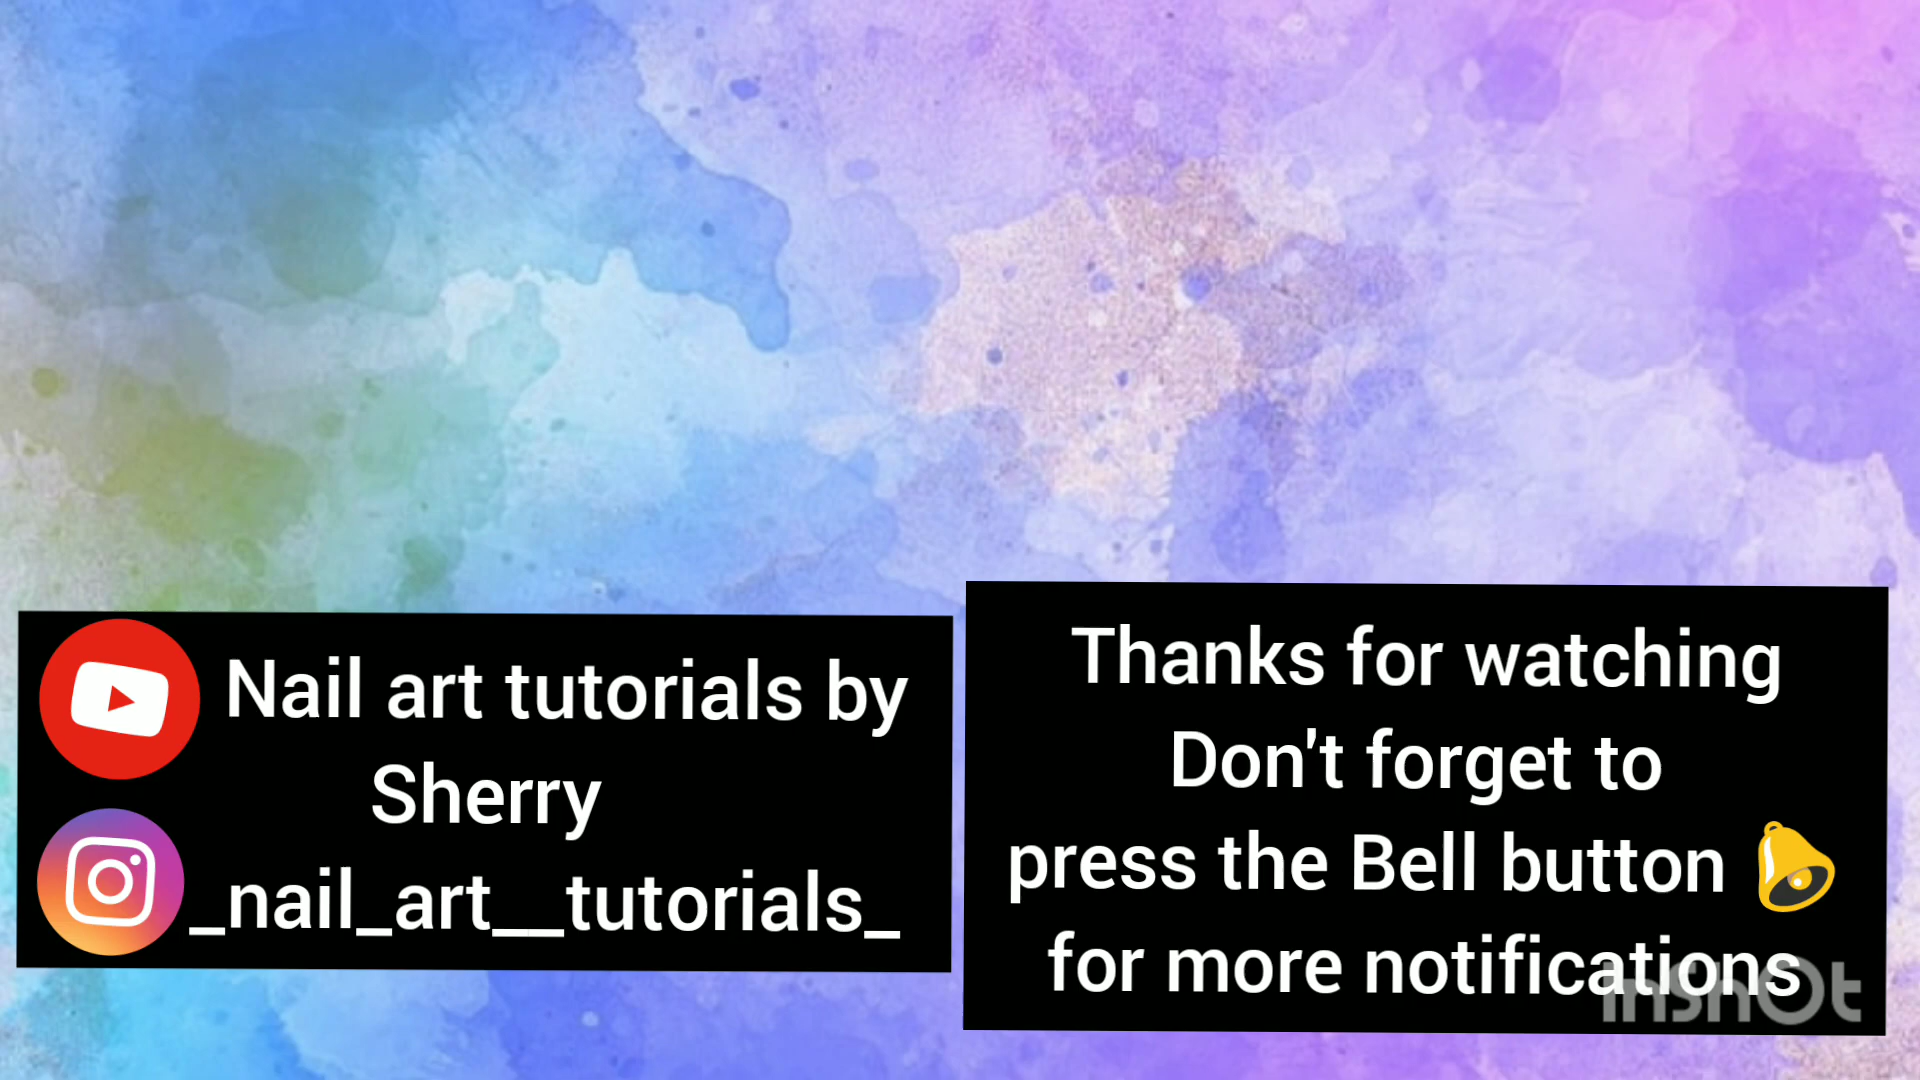 Nail art tutorials by
Sherry
_nail_art__tutorials_
Thanks for watching
Don't forget to
press the Bell button 🔔
for more notifications
InShOt